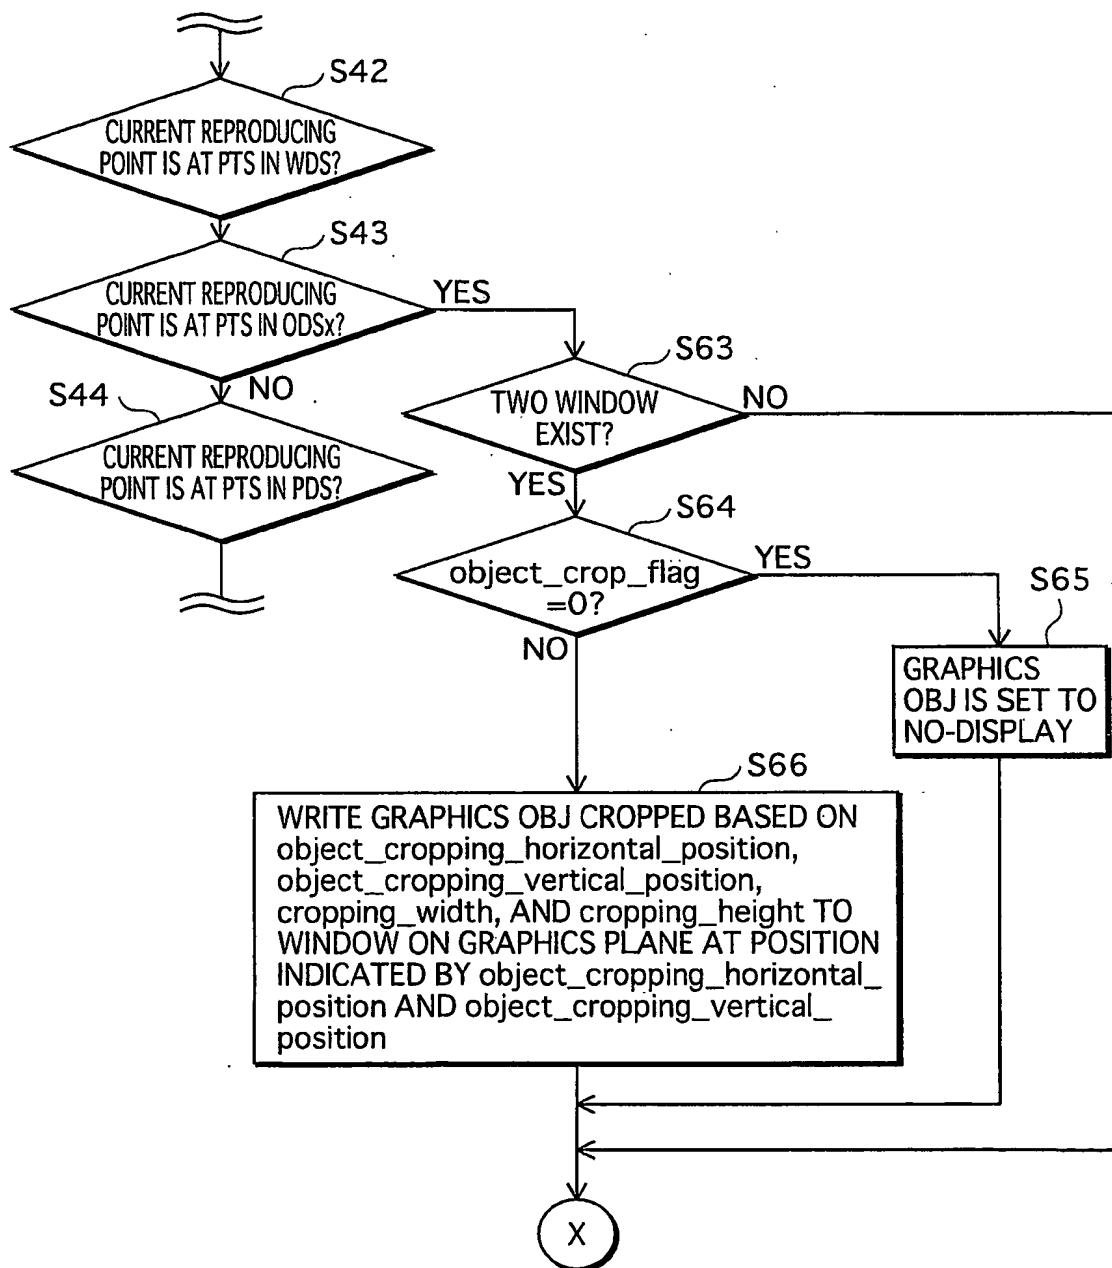 S42
CURRENT REPRODUCING
POINT IS AT PTS IN WDS?
S43
CURRENT REPRODUCING
POINT IS AT PTS IN ODSx?
YES
NO
S44
CURRENT REPRODUCING
POINT IS AT PTS IN PDS?
S63
TWO WINDOW
EXIST?
NO
YES
S64
object_crop_flag
=0?
YES
NO
S65
GRAPHICS
OBJ IS SET TO
NO-DISPLAY
S66
WRITE GRAPHICS OBJ CROPPED BASED ON
object_cropping_horizontal_position,
object_cropping_vertical_position,
cropping_width, AND cropping_height TO
WINDOW ON GRAPHICS PLANE AT POSITION
INDICATED BY object_cropping_horizontal_
position AND object_cropping_vertical_
position
X